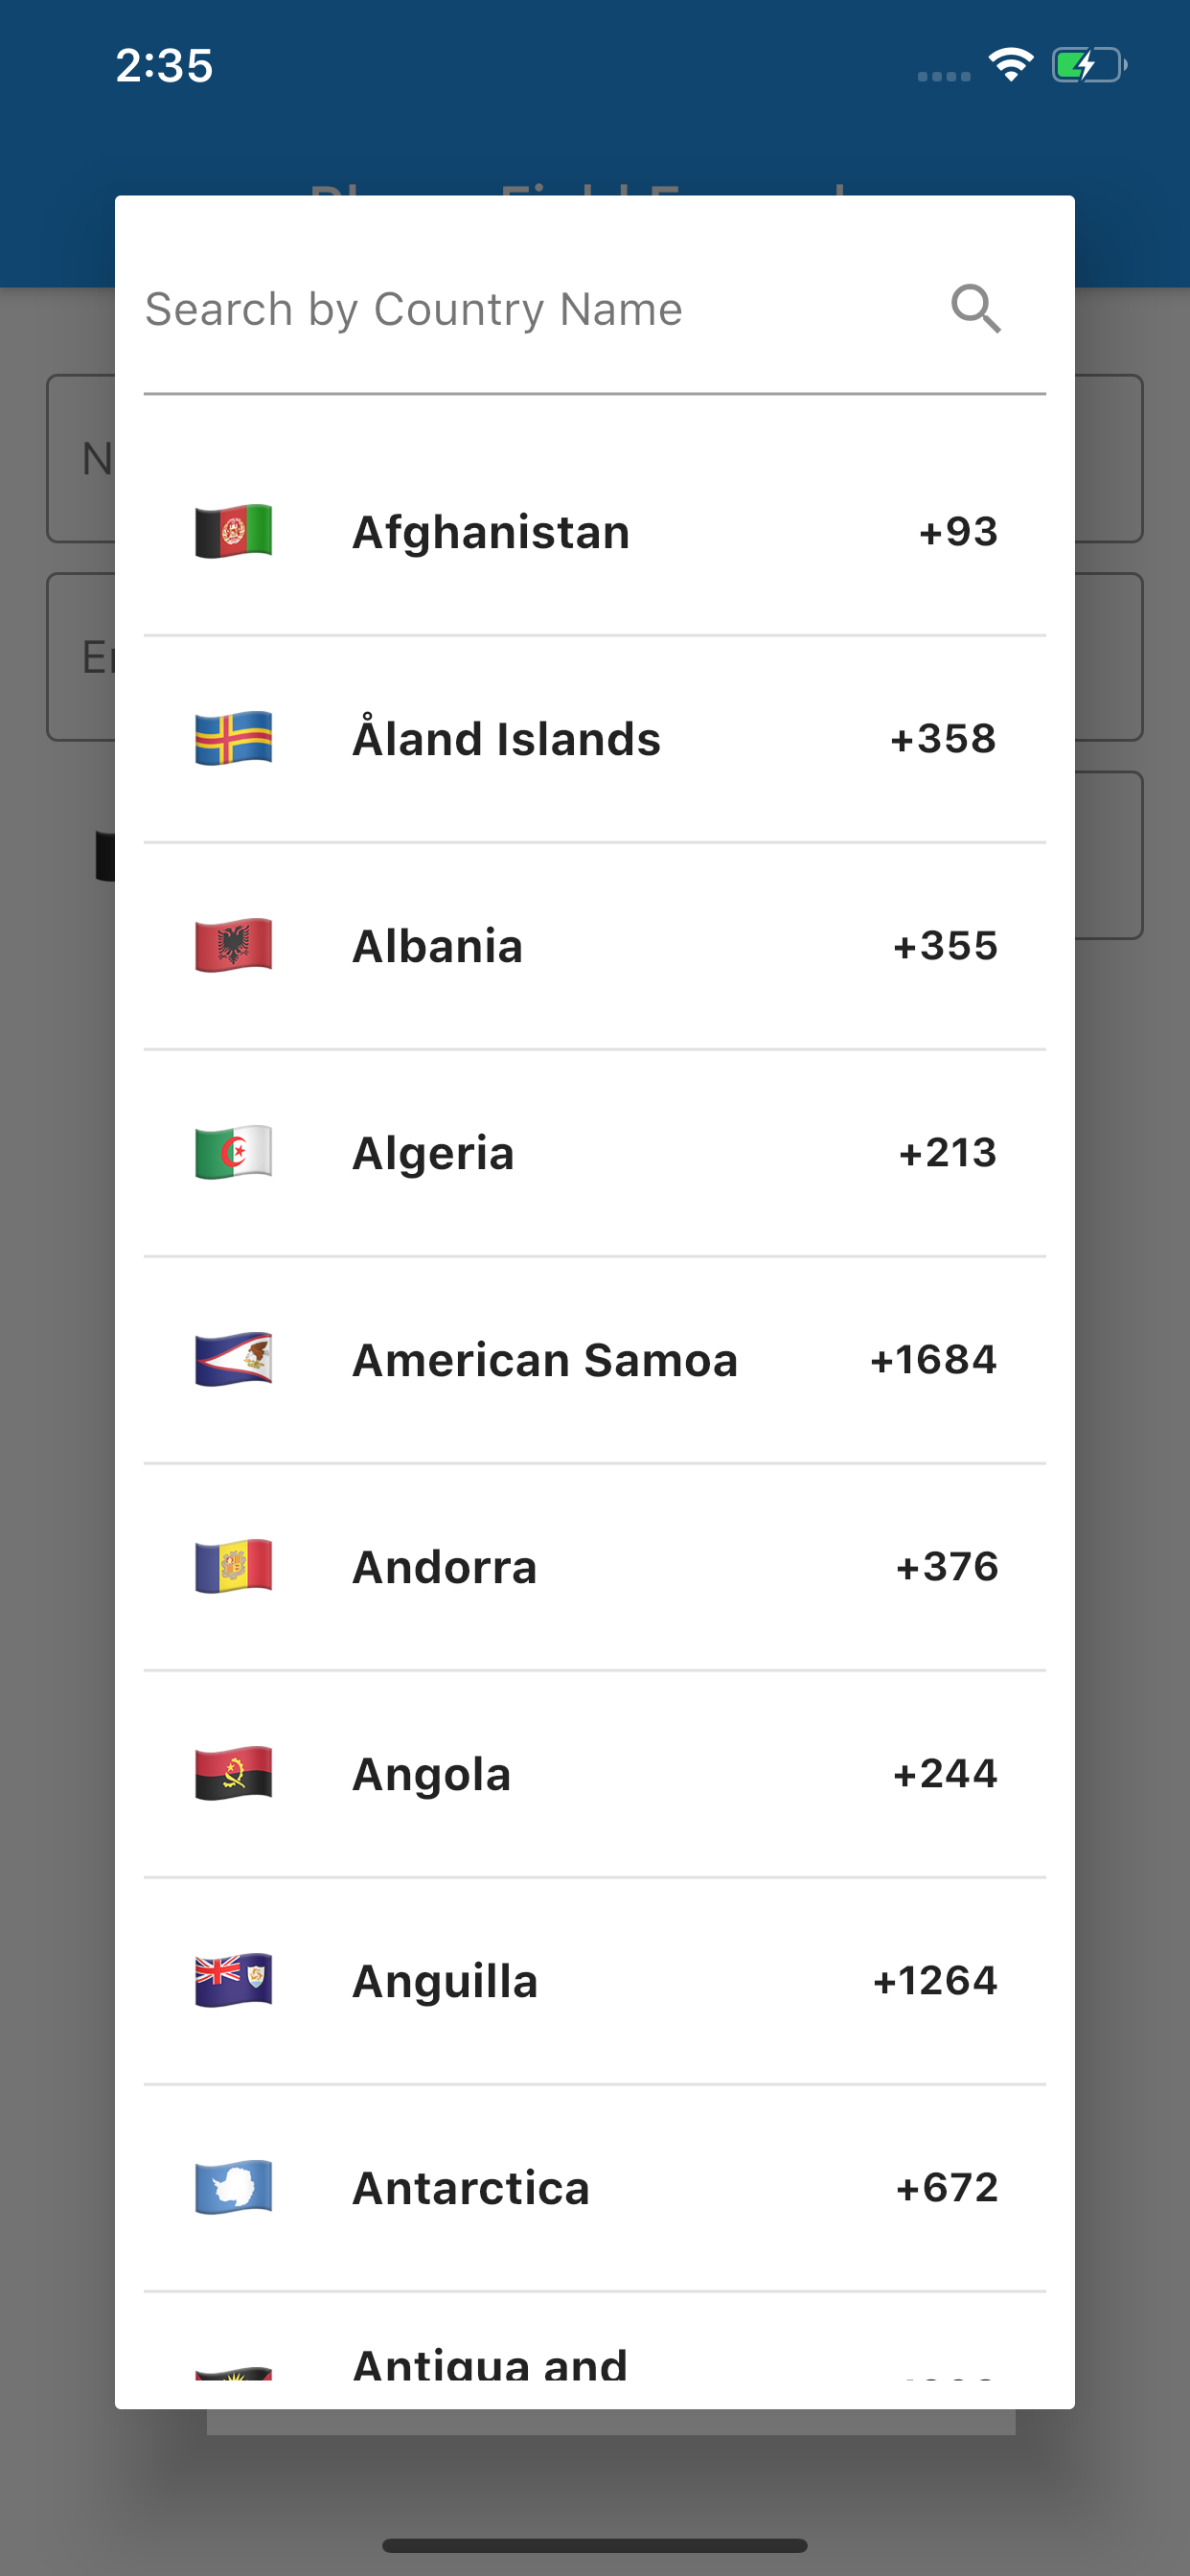 2:35
Search by Country Name
Afghanistan +93
Åland Islands +358
Albania +355
Algeria +213
American Samoa +1684
Andorra +376
Angola +244
Anguilla +1264
Antarctica +672
Antigua and